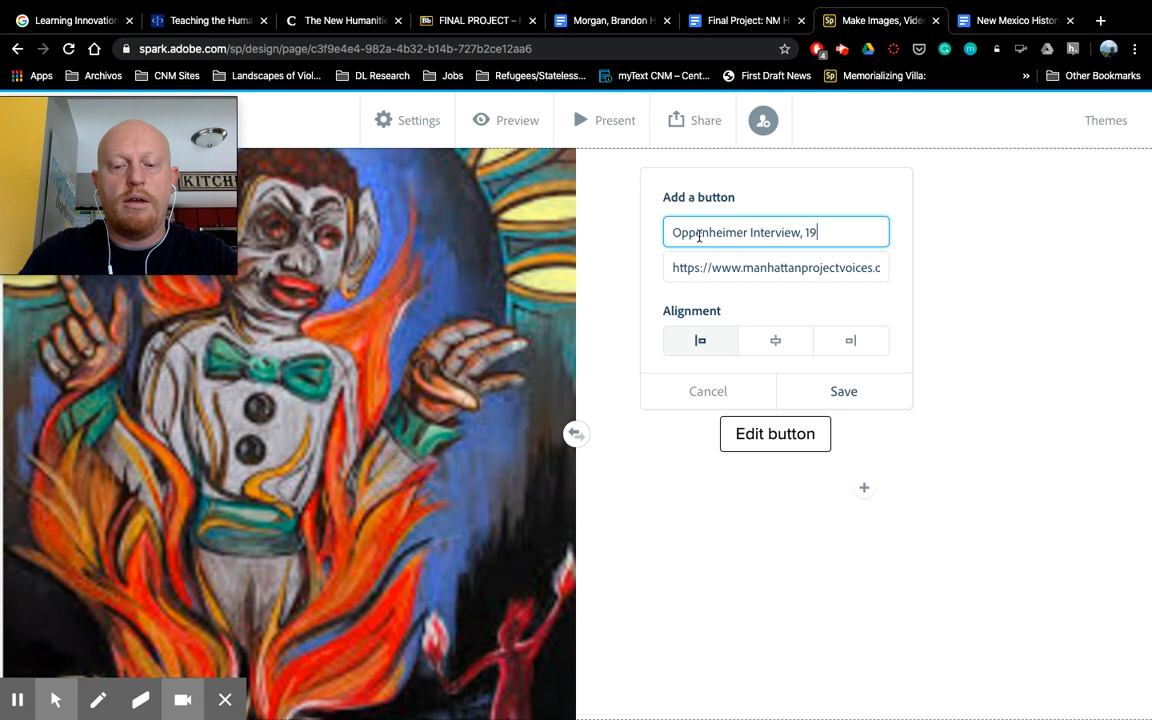 Learning Innovation
Teaching the Huma
The New Humaniti
FINAL PROJECT – H
Morgan, Brandon H
Final Project: NM H
Make Images, Vide
New Mexico Histor
spark.adobe.com/sp/design/page/c3f9e4e4-982a-4b32-b14b-727b2ce12aa6
Apps
Archivos
CNM Sites
Landscapes of Viol...
DL Research
Jobs
Refugees/Stateless...
myText CNM – Cent...
First Draft News
Memorializing Villa:
»
Other Bookmarks
Settings
Preview
Present
Share
Themes
KITCH
Add a button
Oppenheimer Interview, 19
https://www.manhattanprojectvoices.c
Alignment
Cancel
Save
Edit button